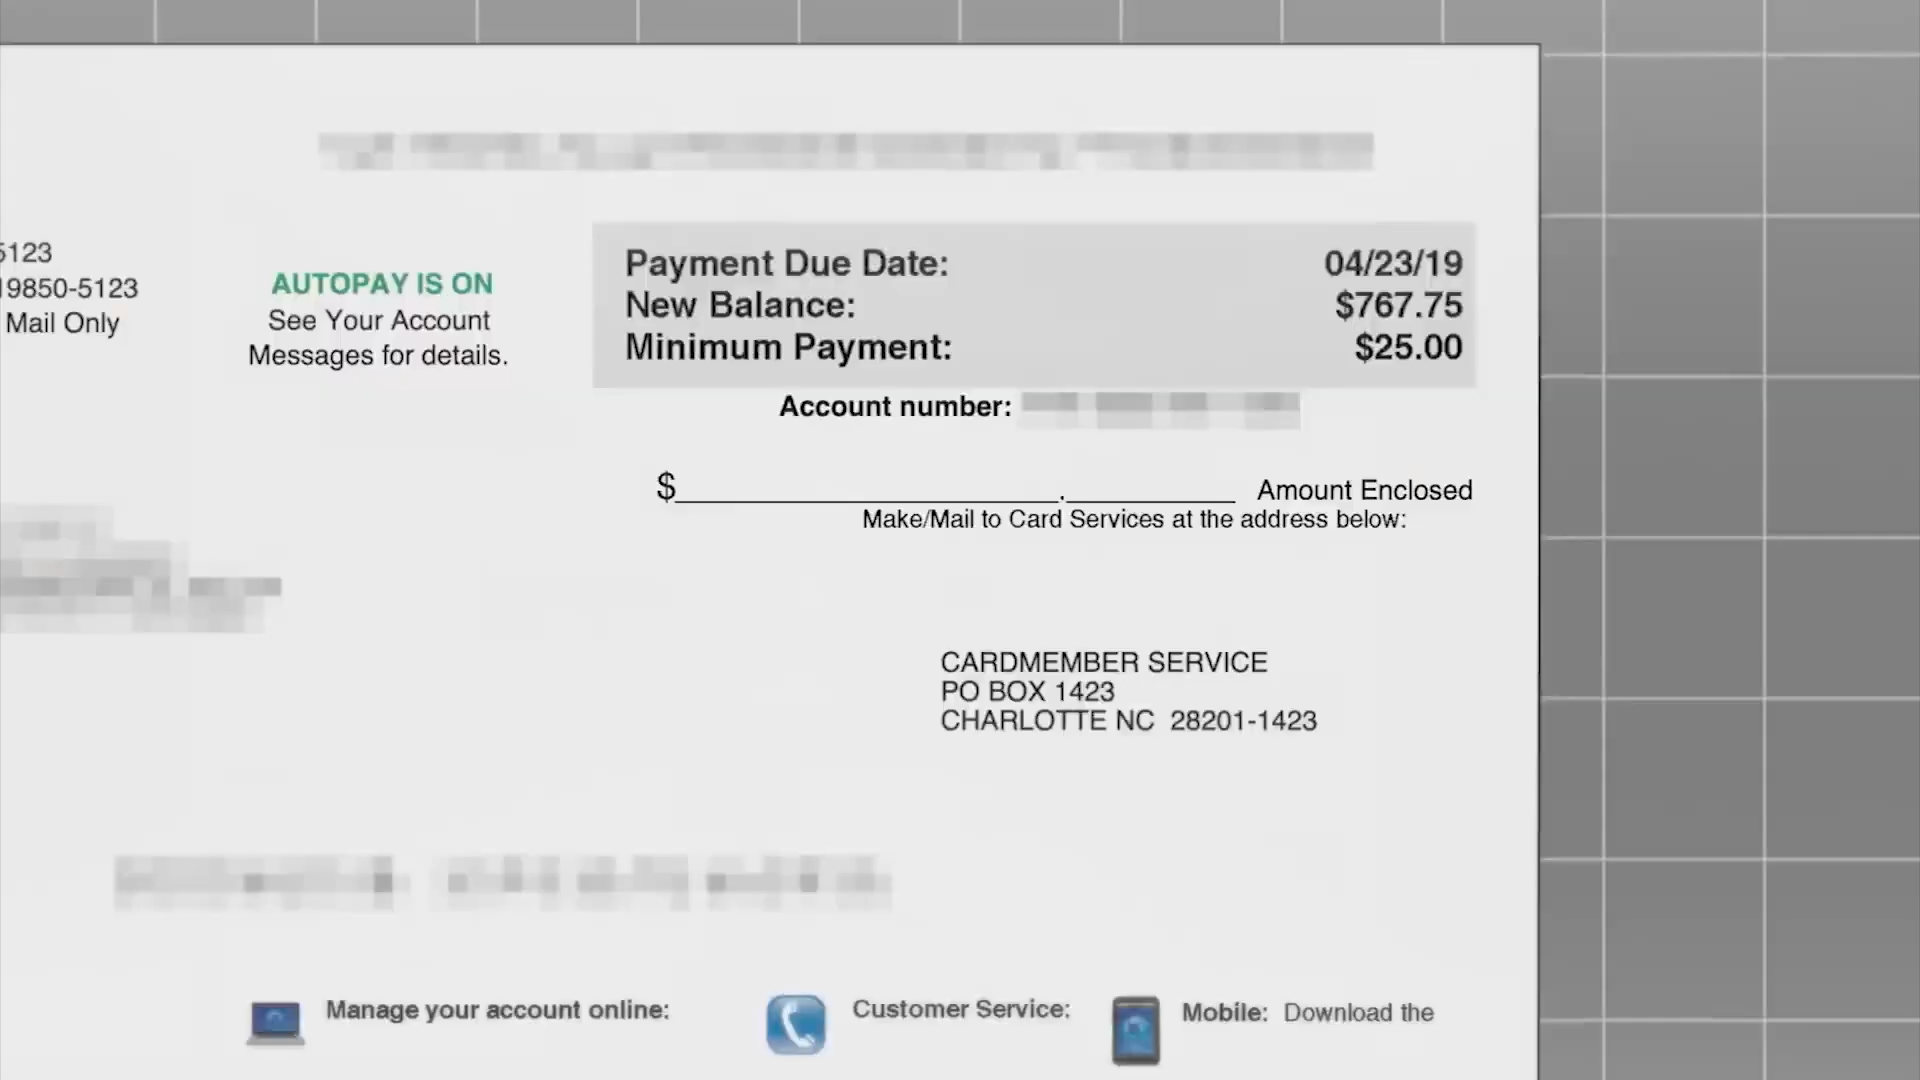 5123
19850-5123
Mail Only
AUTOPAY IS ON
See Your Account
Messages for details.
Payment Due Date: 04/23/19
New Balance: $767.75
Minimum Payment: $25.00
Account number:
$ . Amount Enclosed
Make/Mail to Card Services at the address below:
CARDMEMBER SERVICE
PO BOX 1423
CHARLOTTE NC 28201-1423
Manage your account online:
Customer Service:
Mobile: Download the